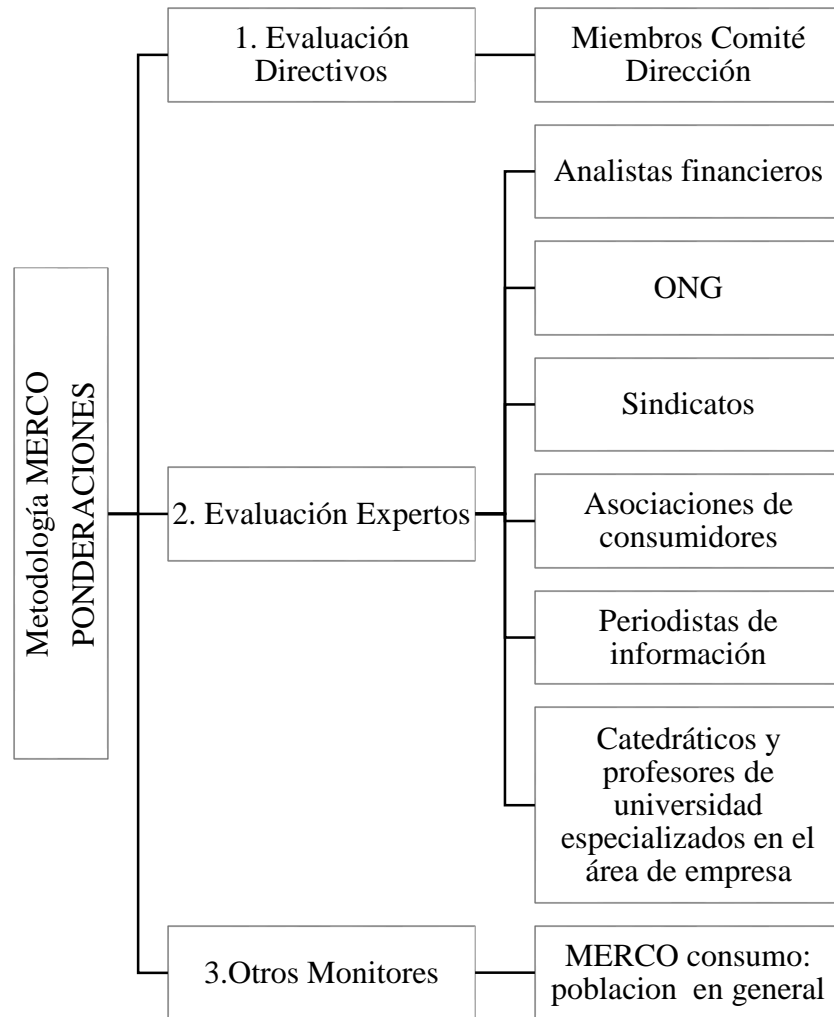 1. Evaluación
Directivos
Miembros Comité
Dirección
Analistas financieros
ONG
Sindicatos
Metodología MERCO
PONDERACIONES
2. Evaluación Expertos
Asociaciones de
consumidores
Periodistas de
información
Catedráticos y
profesores de
universidad
especializados en el
área de empresa
3.Otros Monitores
MERCO consumo:
poblacion en general